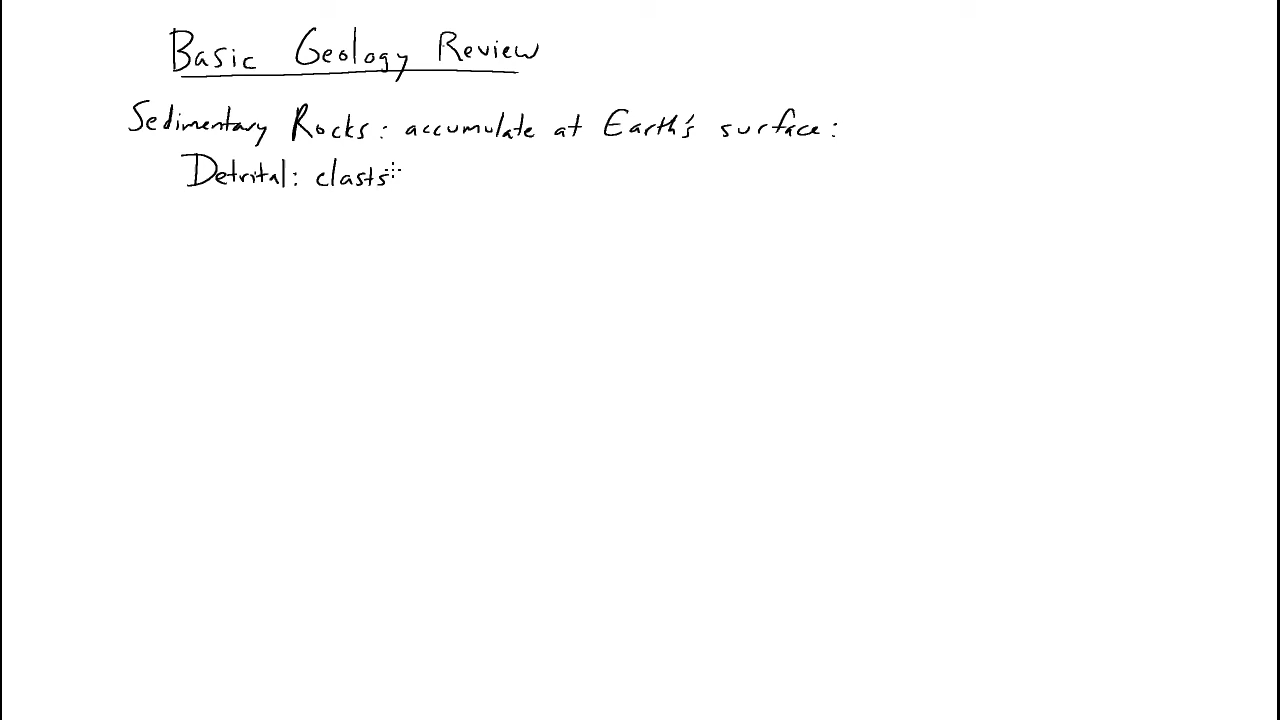 Basic Geology Review
Sedimentary Rocks: accumulate at Earth's surface:
Detrital: clasts